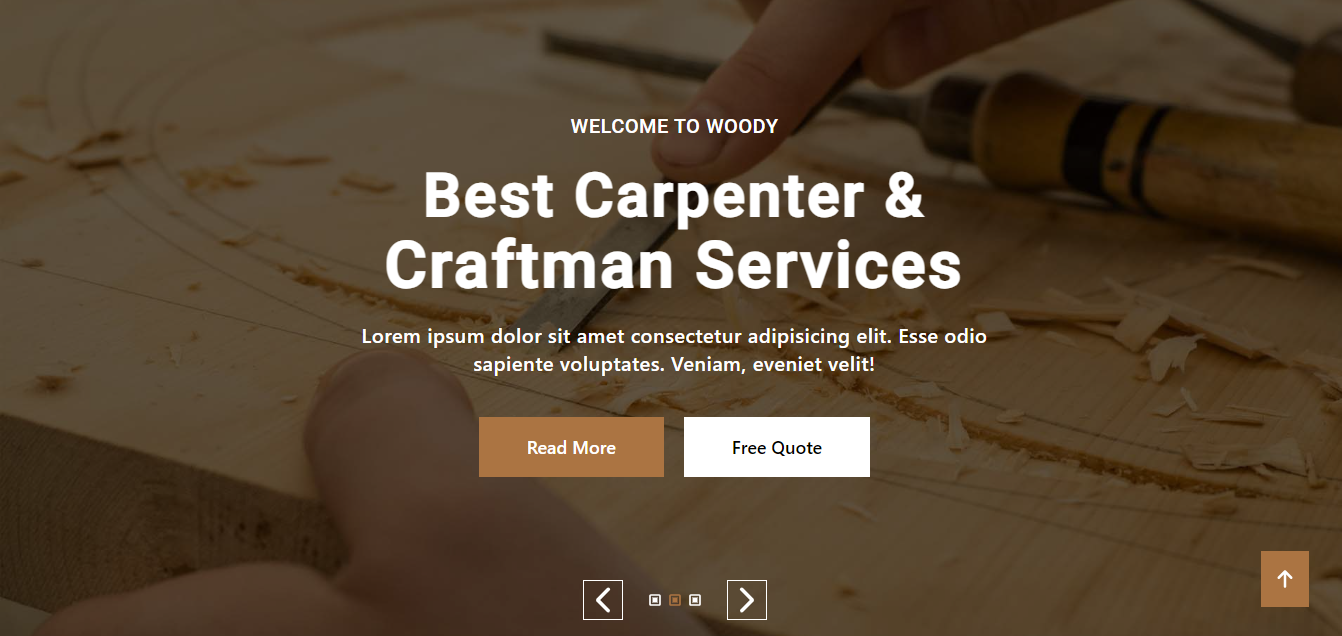 WELCOME TO WOODY
Best Carpenter &
Craftman Services
Lorem ipsum dolor sit amet consectetur adipisicing elit. Esse odio
sapiente voluptates. Veniam, eveniet velit!
Read More
Free Quote